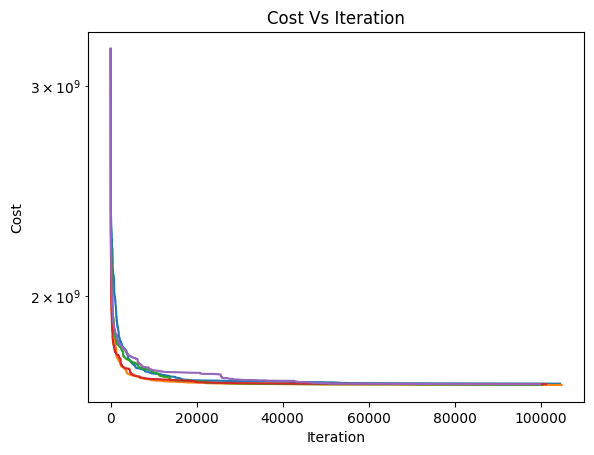 Cost Vs Iteration
3 × 10⁹
Cost
2 × 10⁹
0 20000 40000 60000 80000 100000
Iteration